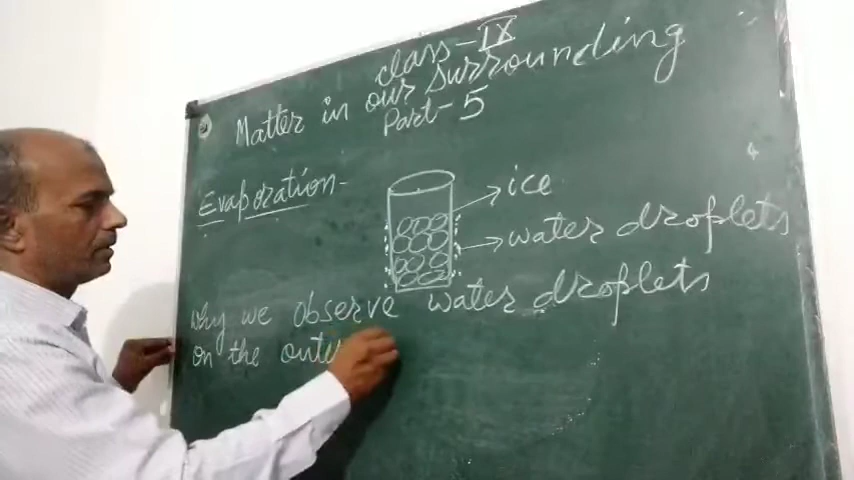 class-IX
Matter in our Surrounding
Part-5
Evaporation-
ice
water droplets
why we observe water droplets
on the